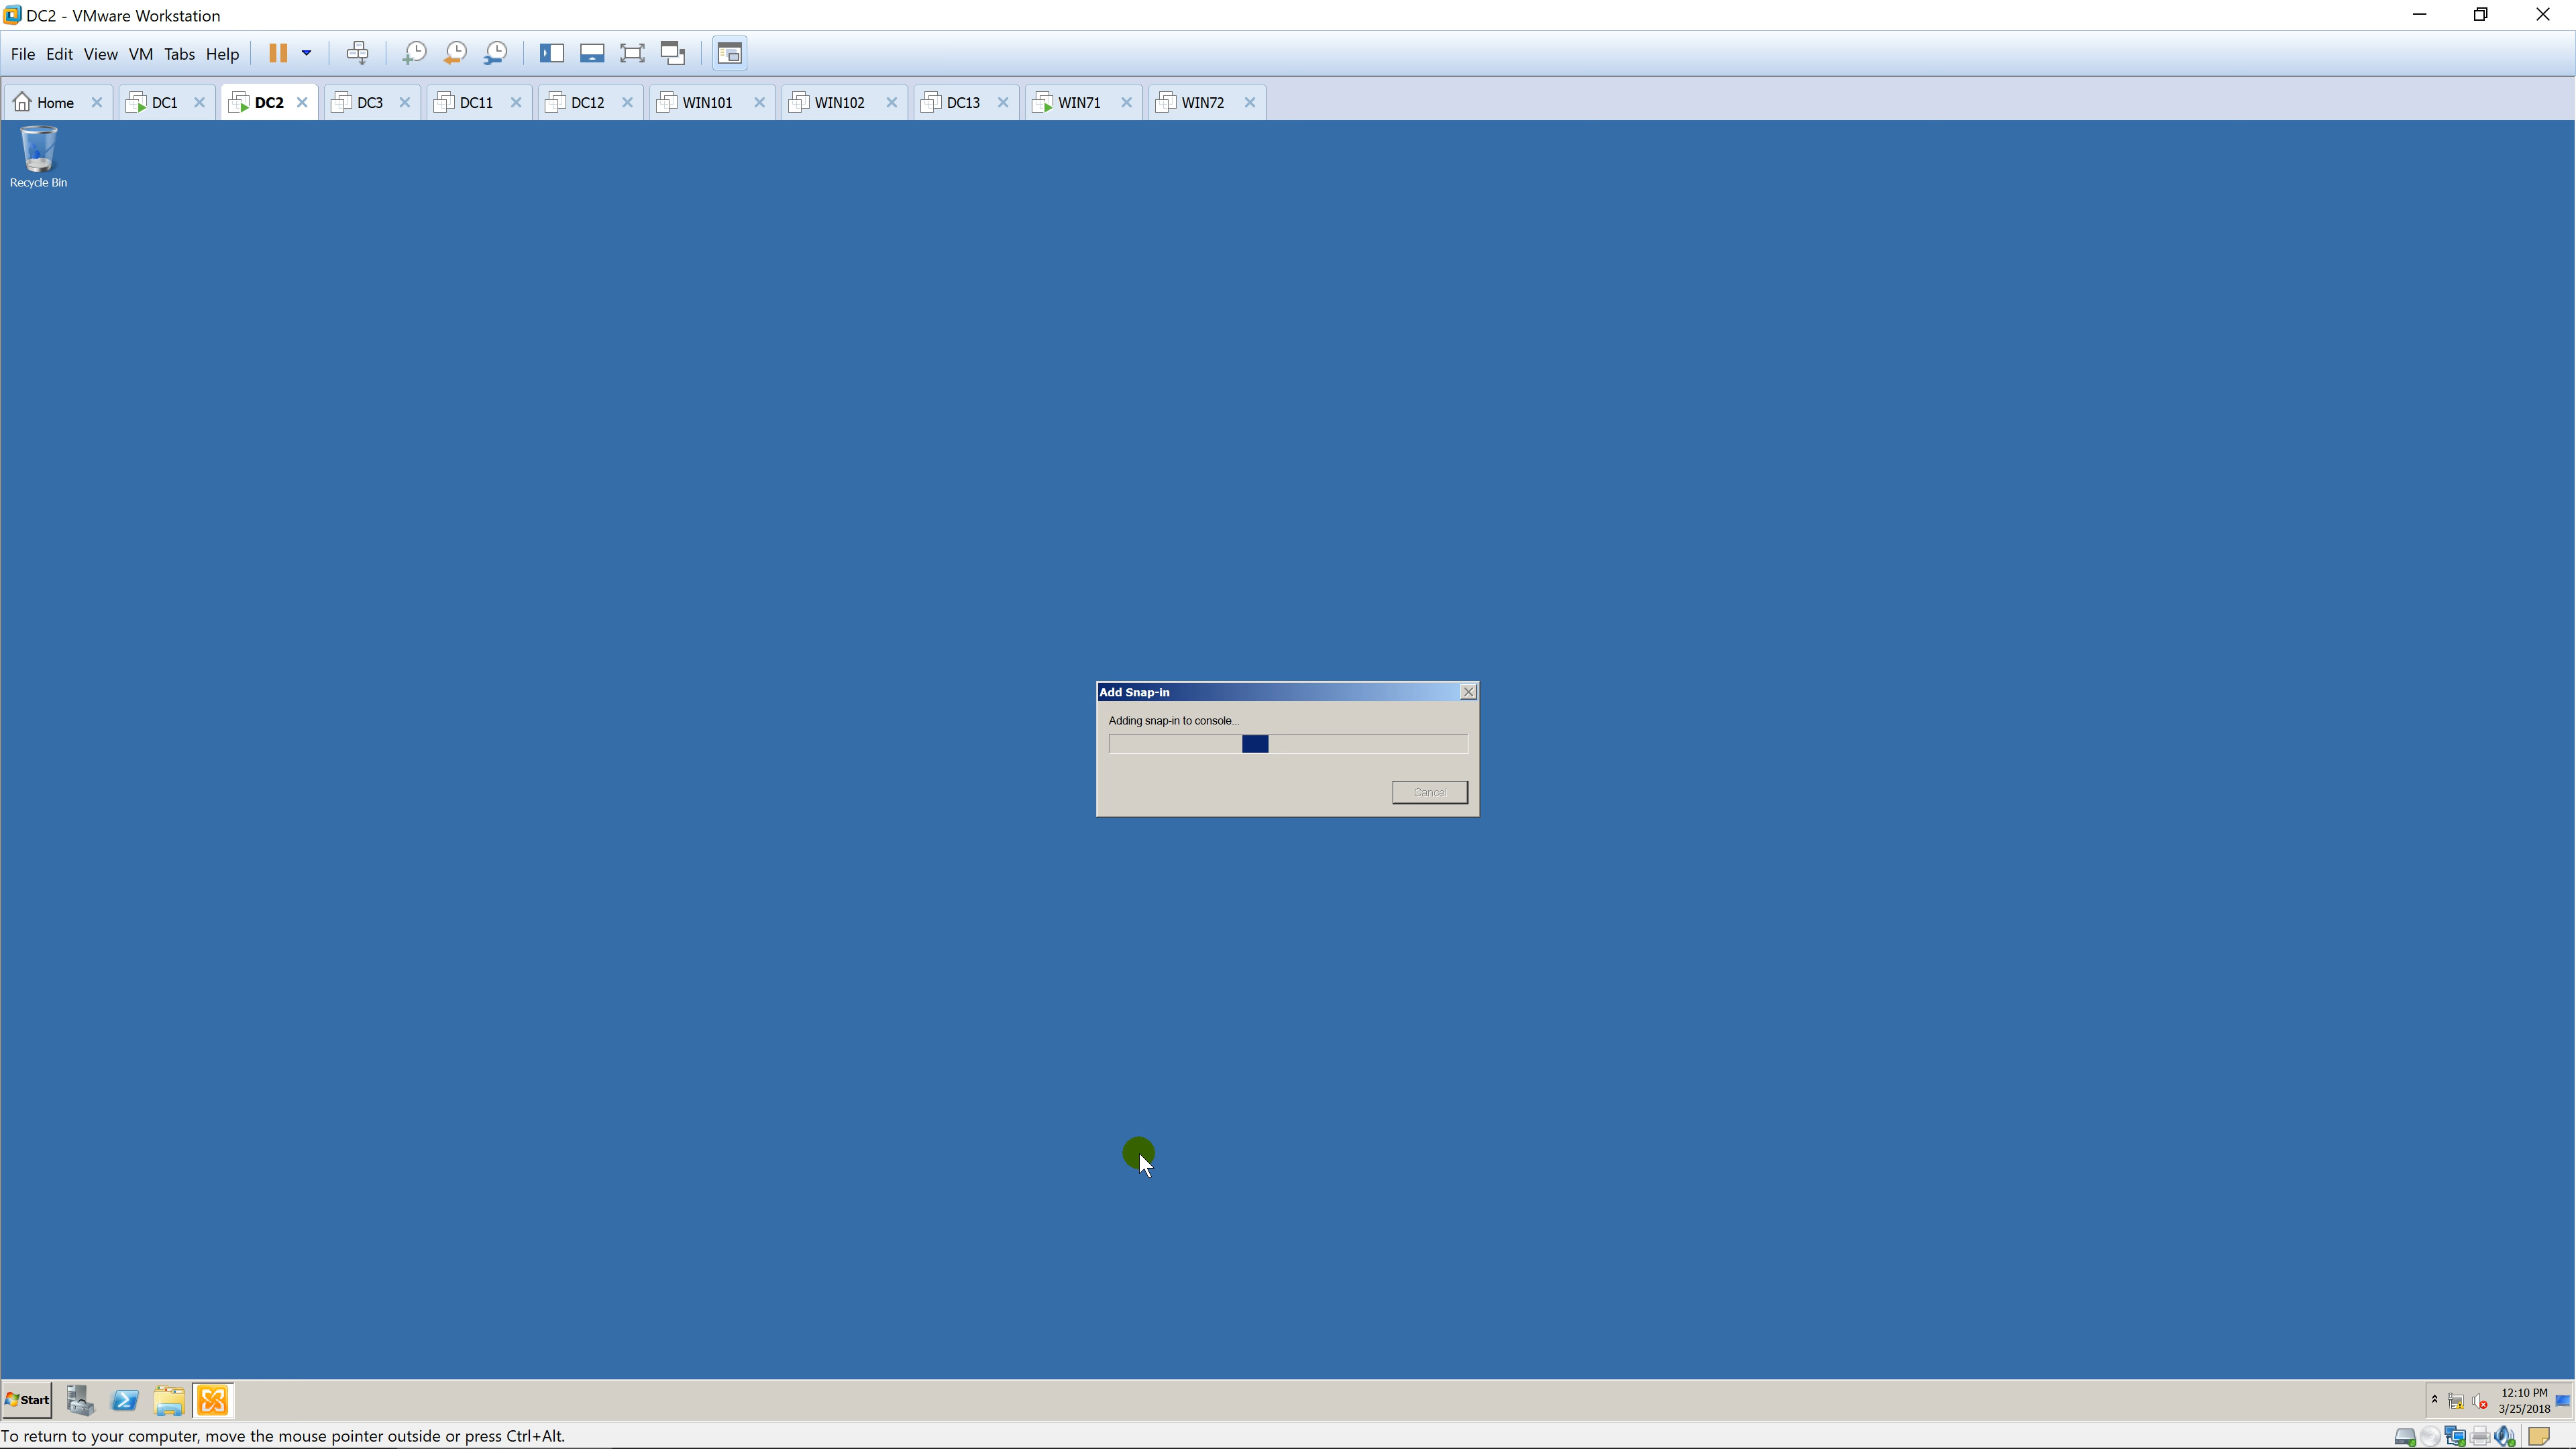 DC2 - VMware Workstation
File Edit View VM Tabs Help
Home DC1 DC2 DC3 DC11 DC12 WIN101 WIN102 DC13 WIN71 WIN72
Recycle Bin
Add Snap-in
Adding snap-in to console...
Cancel
Start
12:10 PM
3/25/2018
To return to your computer, move the mouse pointer outside or press Ctrl+Alt.